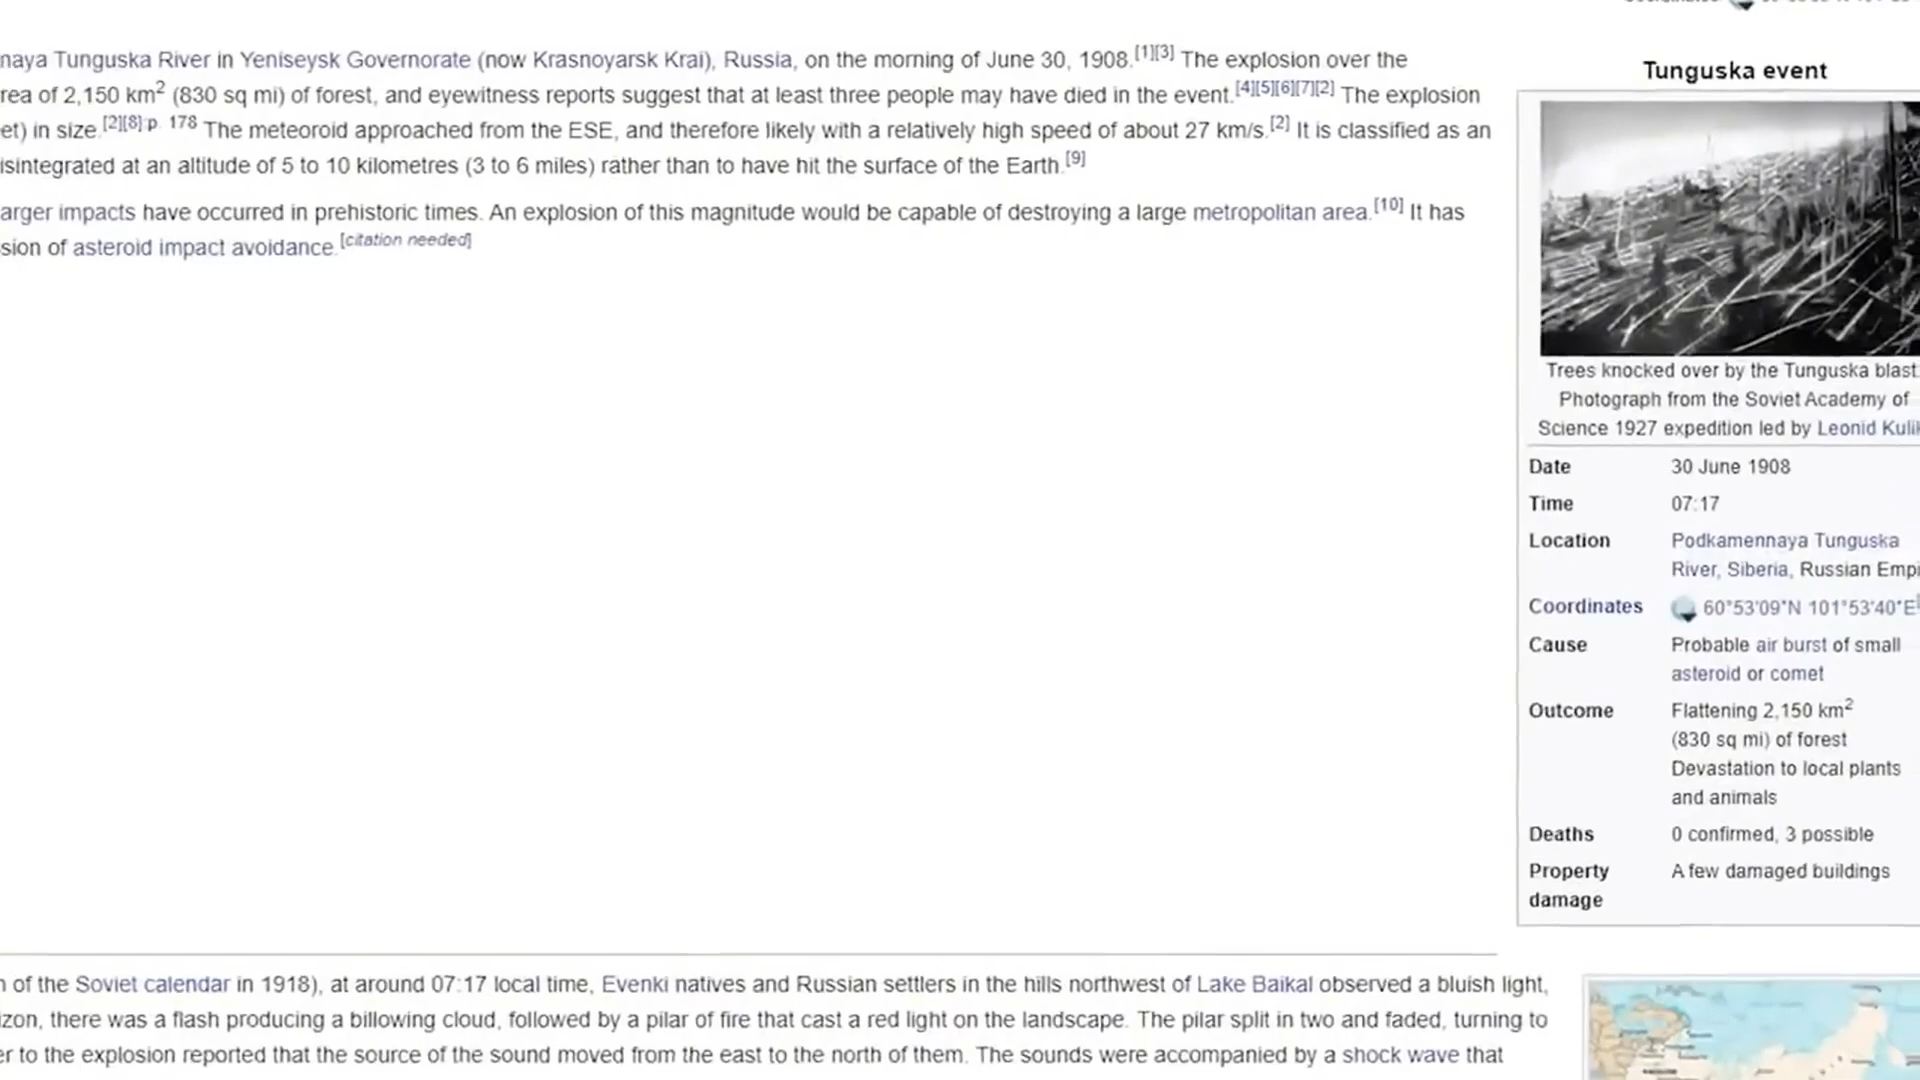 naya Tunguska River in Yeniseysk Governorate (now Krasnoyarsk Krai), Russia, on the morning of June 30, 1908.[1][3] The explosion over the
rea of 2,150 km2 (830 sq mi) of forest, and eyewitness reports suggest that at least three people may have died in the event.[4][5][6][7][2] The explosion
et) in size.[2][8]:p. 178 The meteoroid approached from the ESE, and therefore likely with a relatively high speed of about 27 km/s.[2] It is classified as an
isintegrated at an altitude of 5 to 10 kilometres (3 to 6 miles) rather than to have hit the surface of the Earth.[9]
arger impacts have occurred in prehistoric times. An explosion of this magnitude would be capable of destroying a large metropolitan area.[10] It has
sion of asteroid impact avoidance.[citation needed]
Tunguska event
Trees knocked over by the Tunguska blast.
Photograph from the Soviet Academy of
Science 1927 expedition led by Leonid Kulik
Date 30 June 1908
Time 07:17
Location Podkamennaya Tunguska
River, Siberia, Russian Empi
Coordinates 60°53′09″N 101°53′40″E
Cause Probable air burst of small
asteroid or comet
Outcome Flattening 2,150 km2
(830 sq mi) of forest
Devastation to local plants
and animals
Deaths 0 confirmed, 3 possible
Property A few damaged buildings
damage
n of the Soviet calendar in 1918), at around 07:17 local time, Evenki natives and Russian settlers in the hills northwest of Lake Baikal observed a bluish light,
izon, there was a flash producing a billowing cloud, followed by a pilar of fire that cast a red light on the landscape. The pilar split in two and faded, turning to
er to the explosion reported that the source of the sound moved from the east to the north of them. The sounds were accompanied by a shock wave that